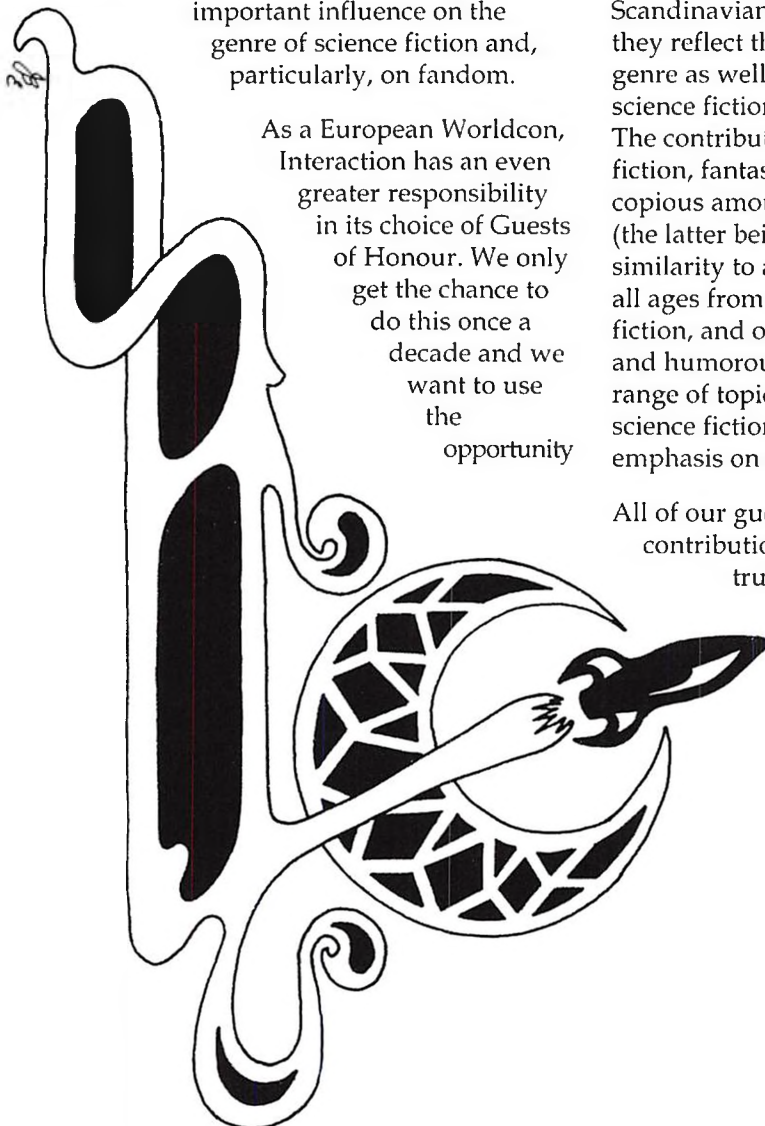 important influence on the
genre of science fiction and,
particularly, on fandom.
As a European Worldcon,
Interaction has an even
greater responsibility
in its choice of Guests
of Honour. We only
get the chance to
do this once a
decade and we
want to use
the
opportunity
Scandinavian
they reflect th
genre as well
science fiction
The contribu
fiction, fantas
copious amo
(the latter bei
similarity to a
all ages from
fiction, and o
and humorou
range of topi
science fiction
emphasis on
All of our gu
contributio
tru